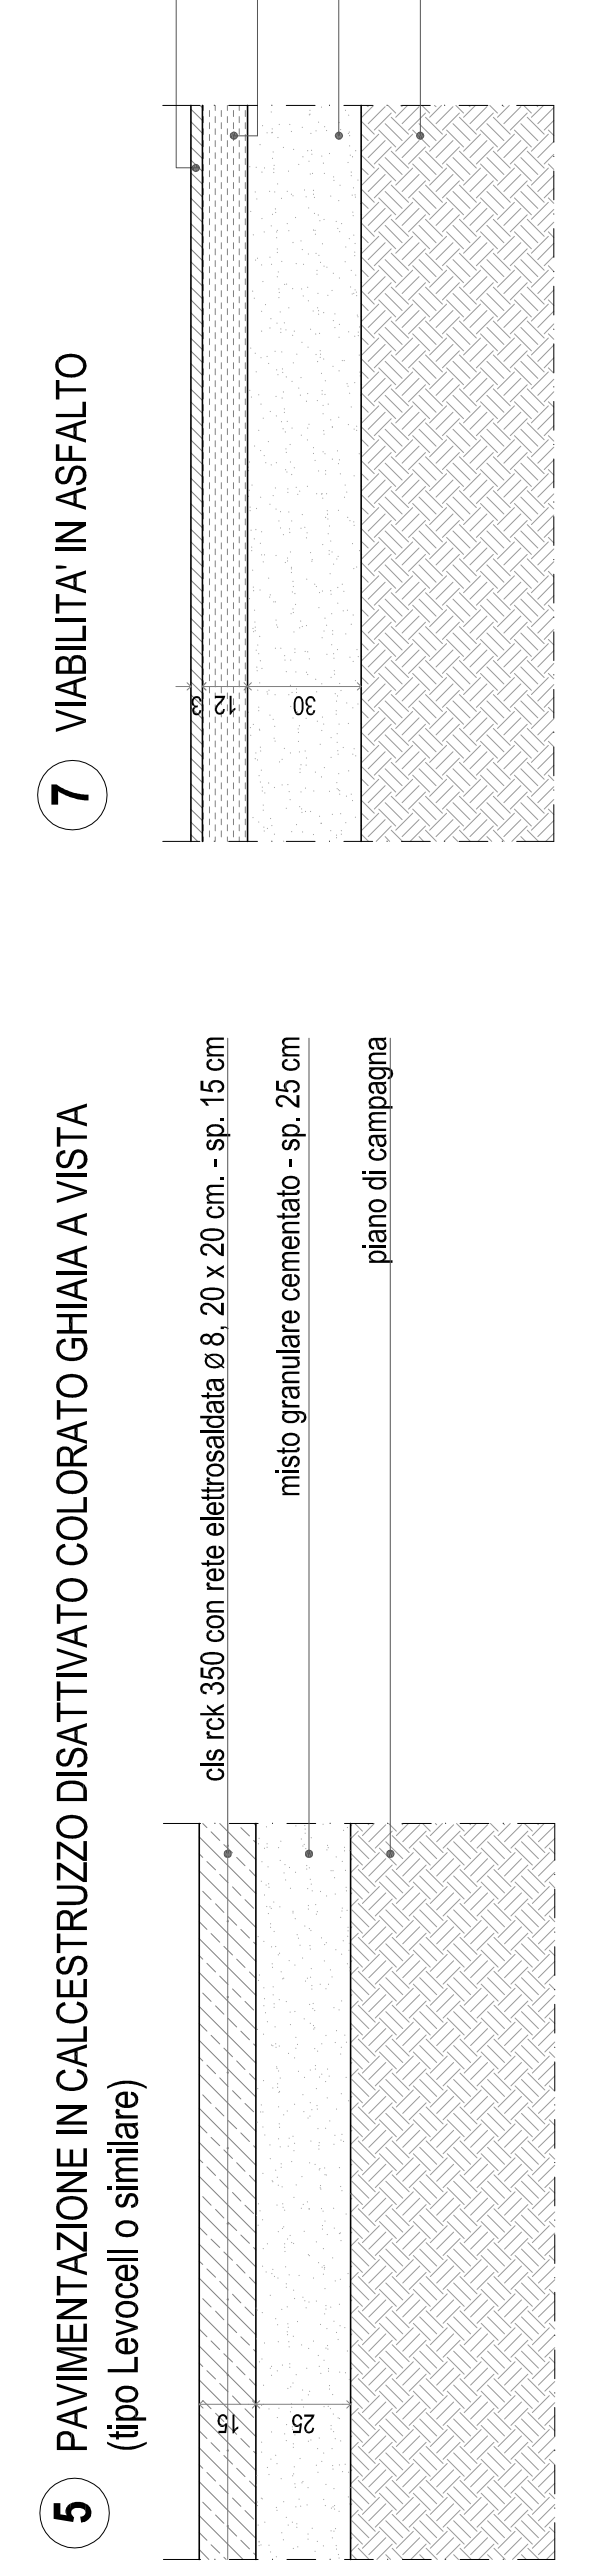 5 PAVIMENTAZIONE IN CALCESTRUZZO DISATTIVATO COLORATO GHIAIA A VISTA
(tipo Levocell o similare)
cls rck 350 con rete elettrosaldata ø 8, 20 x 20 cm. - sp. 15 cm
misto granulare cementato - sp. 25 cm
piano di campagna
15
25
7 VIABILITA' IN ASFALTO
3
12
30